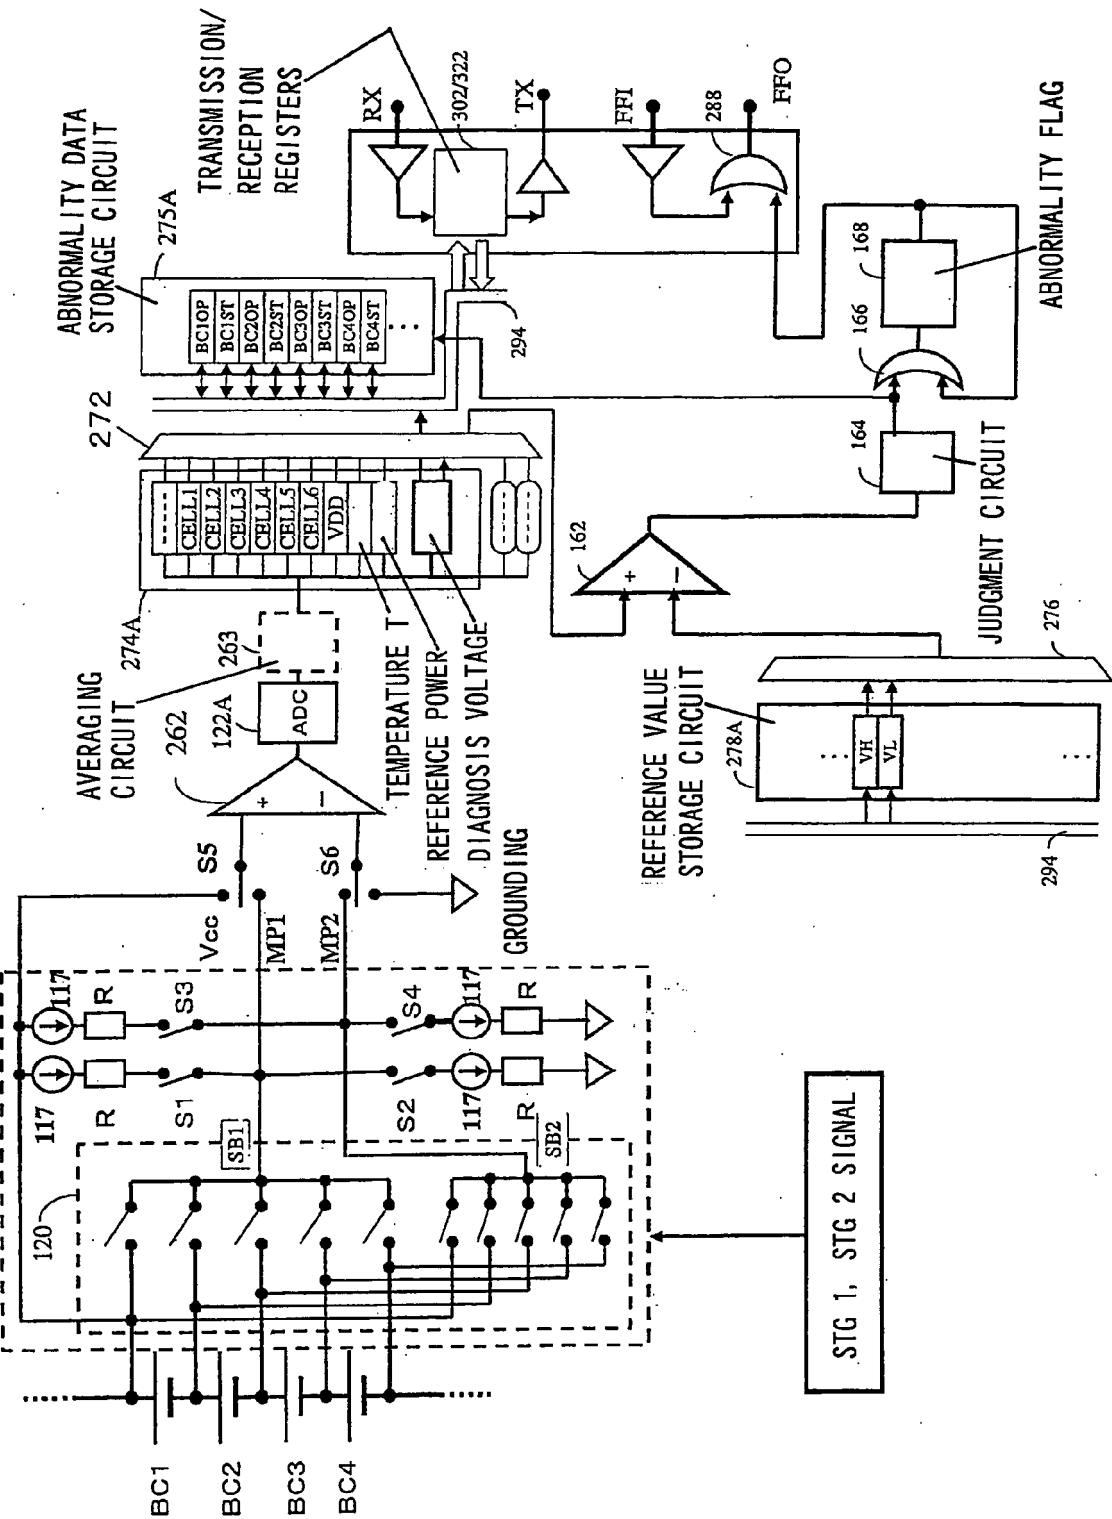 BC1
BC2
BC3
BC4
120
SB1
SB2
117
117
R
R
S1
S3
S2
S4
117
117
R
R
Vcc
S5
MP1
MP2
S6
GROUNDING
STG 1, STG 2 SIGNAL
262
+
−
AVERAGING
CIRCUIT
122A
ADC
263
274A
CELL1
CELL2
CELL3
CELL4
CELL5
CELL6
VDD
TEMPERATURE T
REFERENCE POWER
DIAGNOSIS VOLTAGE
272
ABNORMALITY DATA
STORAGE CIRCUIT
275A
BC1OP
BC1ST
BC2OP
BC2ST
BC3OP
BC3ST
BC4OP
BC4ST
294
TRANSMISSION/
RECEPTION
REGISTERS
302/322
RX
TX
FFI
288
FFO
REFERENCE VALUE
STORAGE CIRCUIT
278A
VH
VL
294
276
162
+
−
164
JUDGMENT CIRCUIT
166
168
ABNORMALITY FLAG